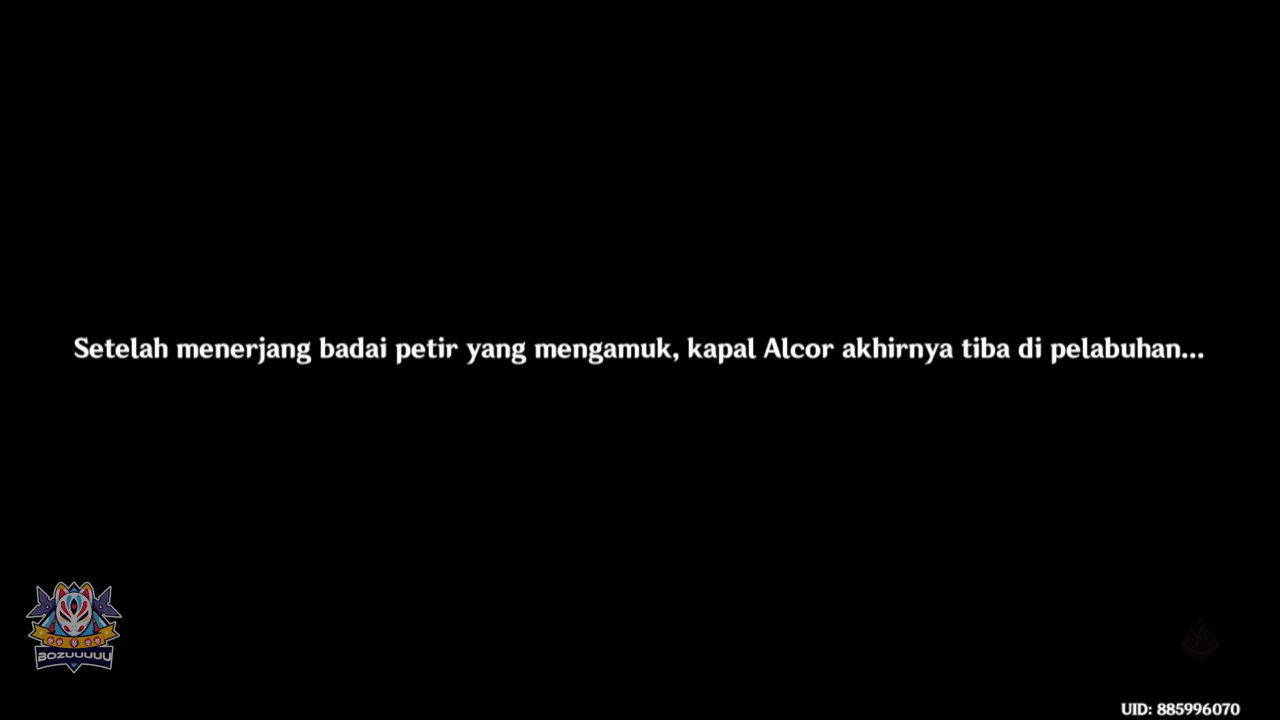 Setelah menerjang badai petir yang mengamuk, kapal Alcor akhirnya tiba di pelabuhan...
BOZUUUUU
UID: 885996070